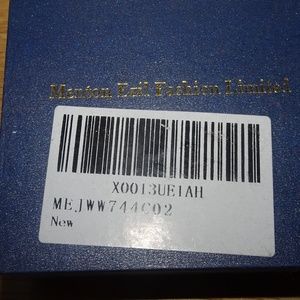 Menton Ezil Fashion Limited
X0013UE1AH
MEJWW744C02
New